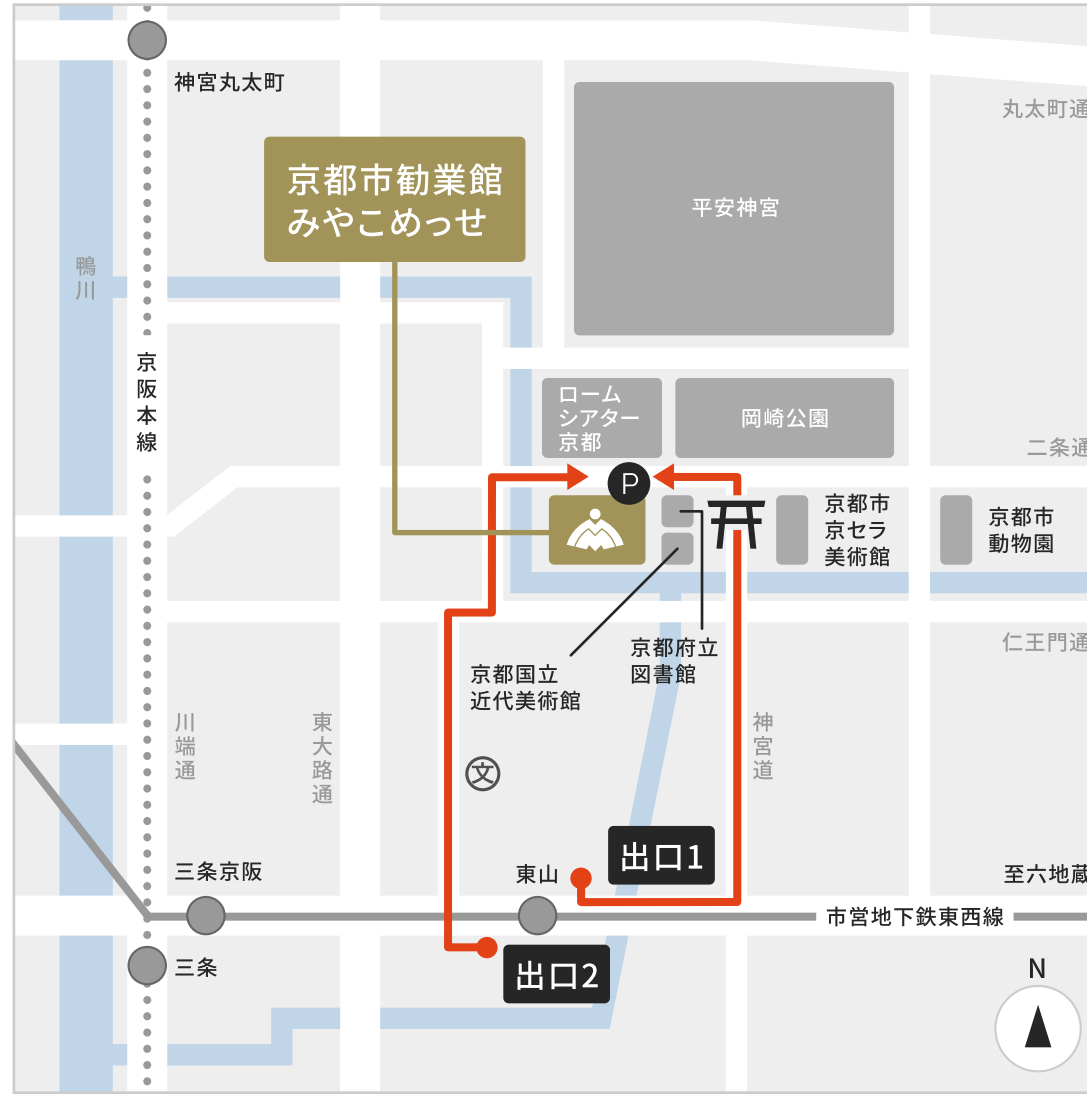 神宮丸太町
丸太町通
京都市勧業館
みやこめっせ
平安神宮
鴨川
京阪本線
ローム
シアター
京都
岡崎公園
二条通
P
京都市
京セラ
美術館
京都市
動物園
京都府立
図書館
仁王門通
京都国立
近代美術館
川端通
東大路通
神宮道
文
出口1
三条京阪
東山
至六地蔵
市営地下鉄東西線
三条
出口2
N